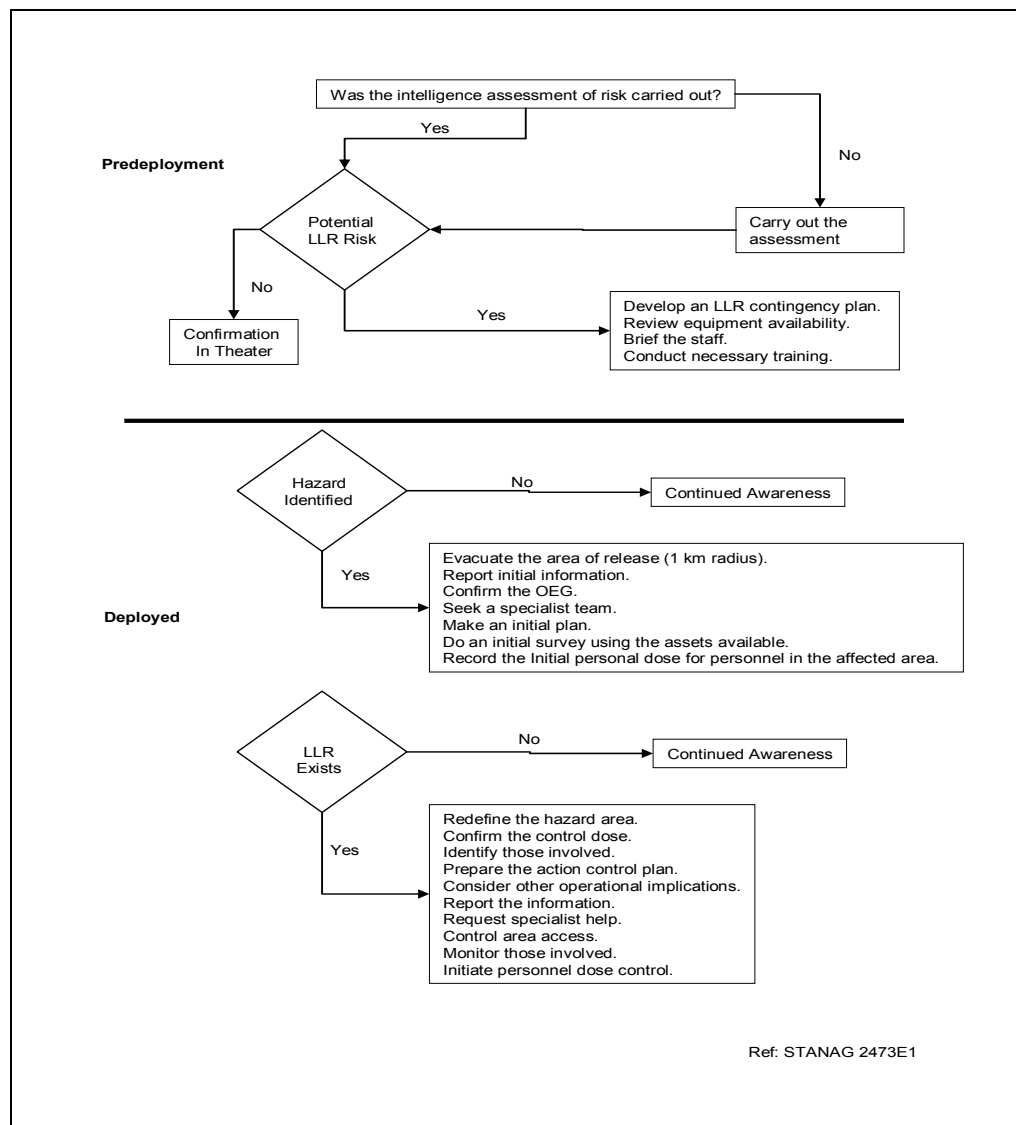 Was the intelligence assessment of risk carried out?
Yes
Predeployment
No
Potential
LLR Risk
Carry out the
assessment
No
Yes
Confirmation
In Theater
Develop an LLR contingency plan.
Review equipment availability.
Brief the staff.
Conduct necessary training.
Hazard
Identified
No
Continued Awareness
Yes
Deployed
Evacuate the area of release (1 km radius).
Report initial information.
Confirm the OEG.
Seek a specialist team.
Make an initial plan.
Do an initial survey using the assets available.
Record the Initial personal dose for personnel in the affected area.
LLR
Exists
No
Continued Awareness
Yes
Redefine the hazard area.
Confirm the control dose.
Identify those involved.
Prepare the action control plan.
Consider other operational implications.
Report the information.
Request specialist help.
Control area access.
Monitor those involved.
Initiate personnel dose control.
Ref: STANAG 2473E1